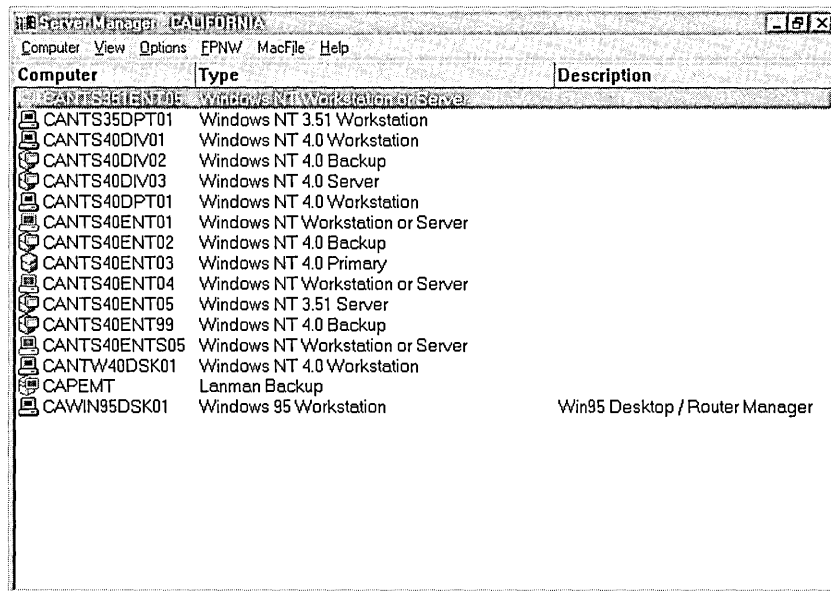 Server Manager - CALIFORNIA
Computer View Options FPNW MacFile Help
Computer Type Description
CANTS351ENT05 Windows NT Workstation or Server
CANTS35DPT01 Windows NT 3.51 Workstation
CANTS40DIV01 Windows NT 4.0 Workstation
CANTS40DIV02 Windows NT 4.0 Backup
CANTS40DIV03 Windows NT 4.0 Server
CANTS40DPT01 Windows NT 4.0 Workstation
CANTS40ENT01 Windows NT Workstation or Server
CANTS40ENT02 Windows NT 4.0 Backup
CANTS40ENT03 Windows NT 4.0 Primary
CANTS40ENT04 Windows NT Workstation or Server
CANTS40ENT05 Windows NT 3.51 Server
CANTS40ENT99 Windows NT 4.0 Backup
CANTS40ENTS05 Windows NT Workstation or Server
CANTW40DSK01 Windows NT 4.0 Workstation
CAPEMT Lanman Backup
CAWIN95DSK01 Windows 95 Workstation Win95 Desktop / Router Manager